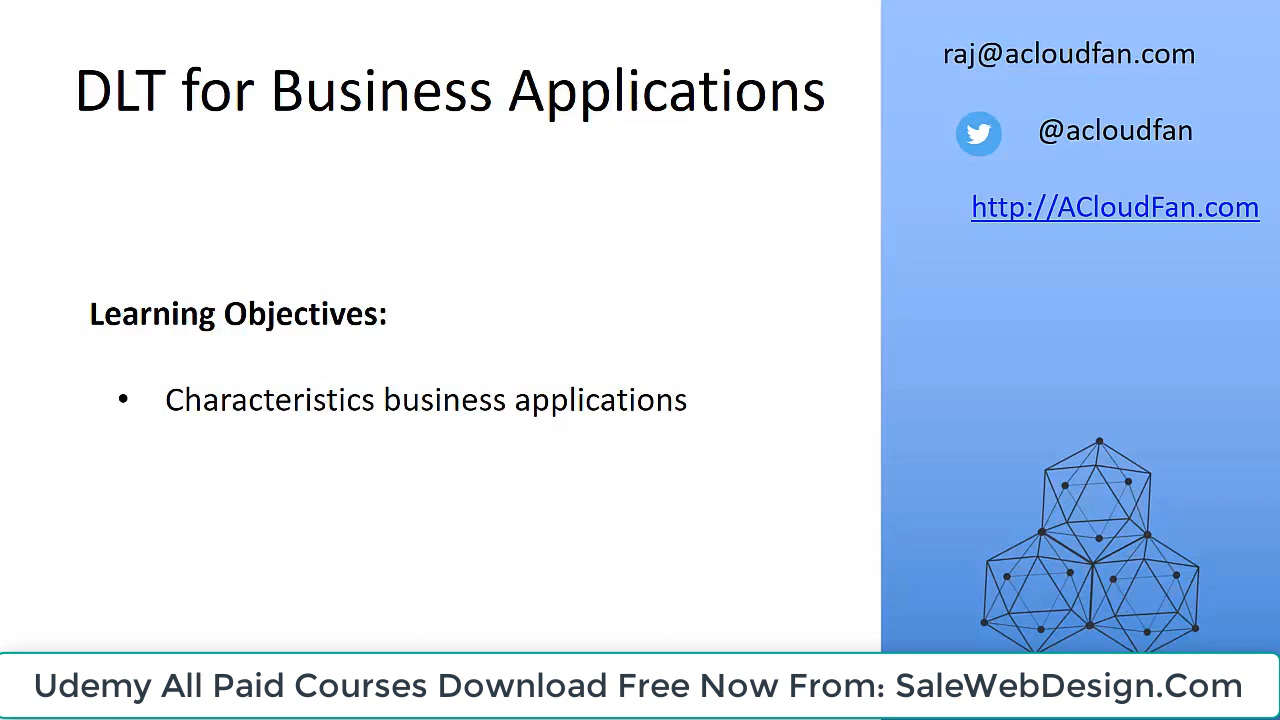 DLT for Business Applications
raj@acloudfan.com
@acloudfan
http://ACloudFan.com
Learning Objectives:
• Characteristics business applications
Udemy All Paid Courses Download Free Now From: SaleWebDesign.Com